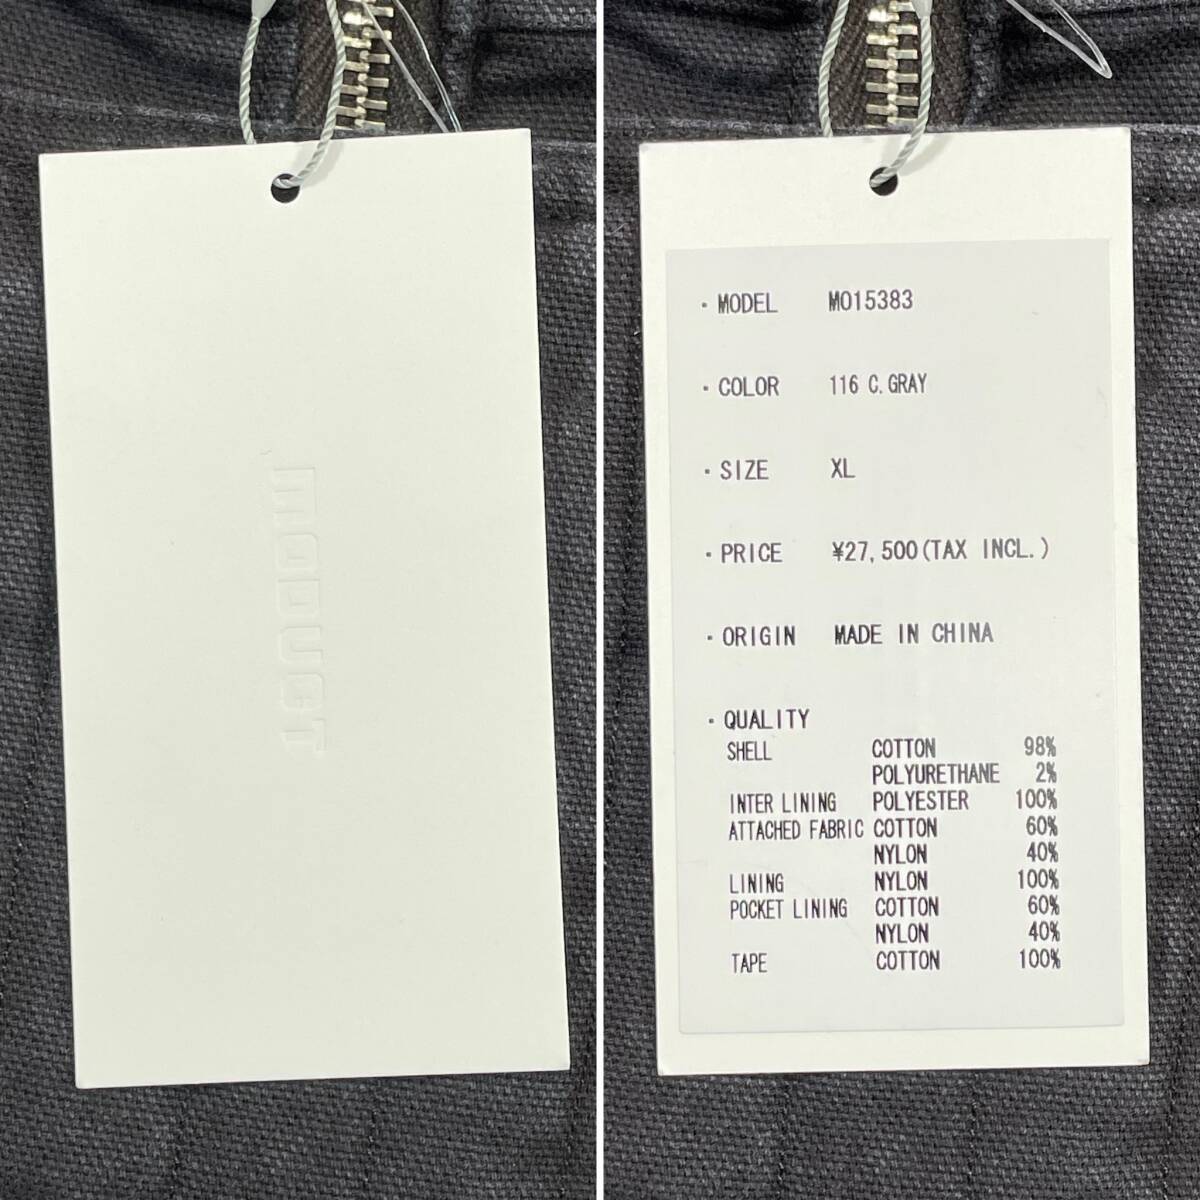 MODUCT
・MODEL MO15383
・COLOR 116 C.GRAY
・SIZE XL
・PRICE ¥27,500(TAX INCL.)
・ORIGIN MADE IN CHINA
・QUALITY
SHELL COTTON 98%
POLYURETHANE 2%
INTER LINING POLYESTER 100%
ATTACHED FABRIC COTTON 60%
NYLON 40%
LINING NYLON 100%
POCKET LINING COTTON 60%
NYLON 40%
TAPE COTTON 100%